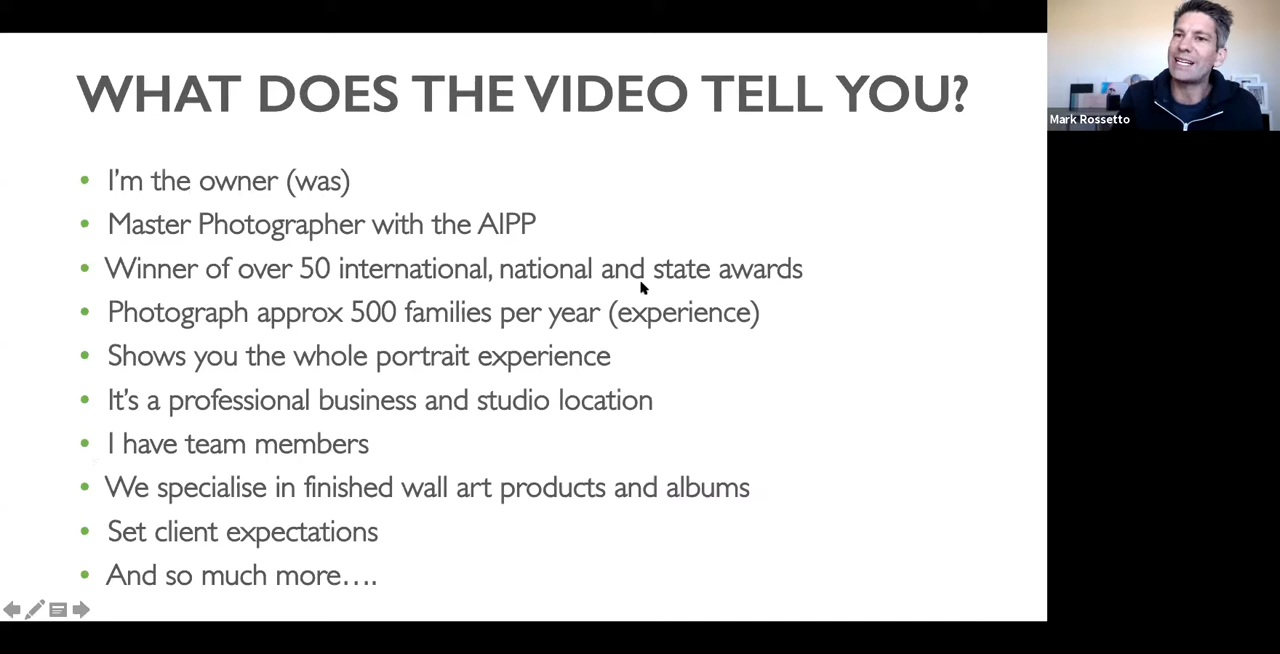 WHAT DOES THE VIDEO TELL YOU?
• I'm the owner (was)
• Master Photographer with the AIPP
• Winner of over 50 international, national and state awards
• Photograph approx 500 families per year (experience)
• Shows you the whole portrait experience
• It's a professional business and studio location
• I have team members
• We specialise in finished wall art products and albums
• Set client expectations
• And so much more….
Mark Rossetto